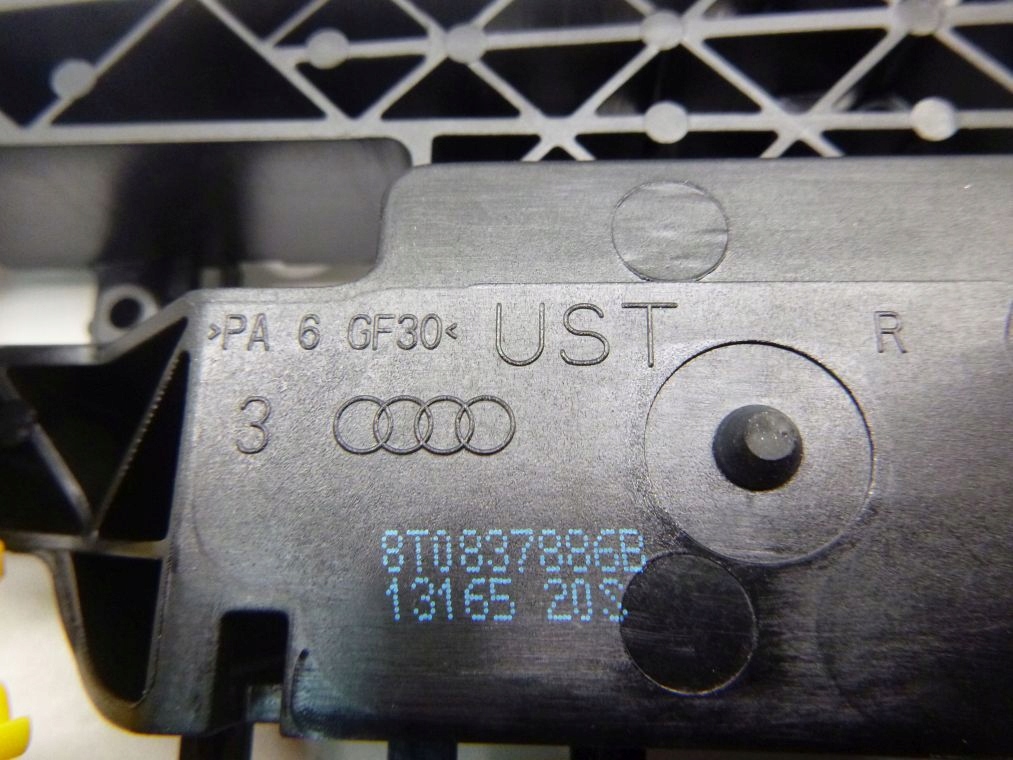 >PA 6 GF30< UST R
3
8T0837886B
13165 20S